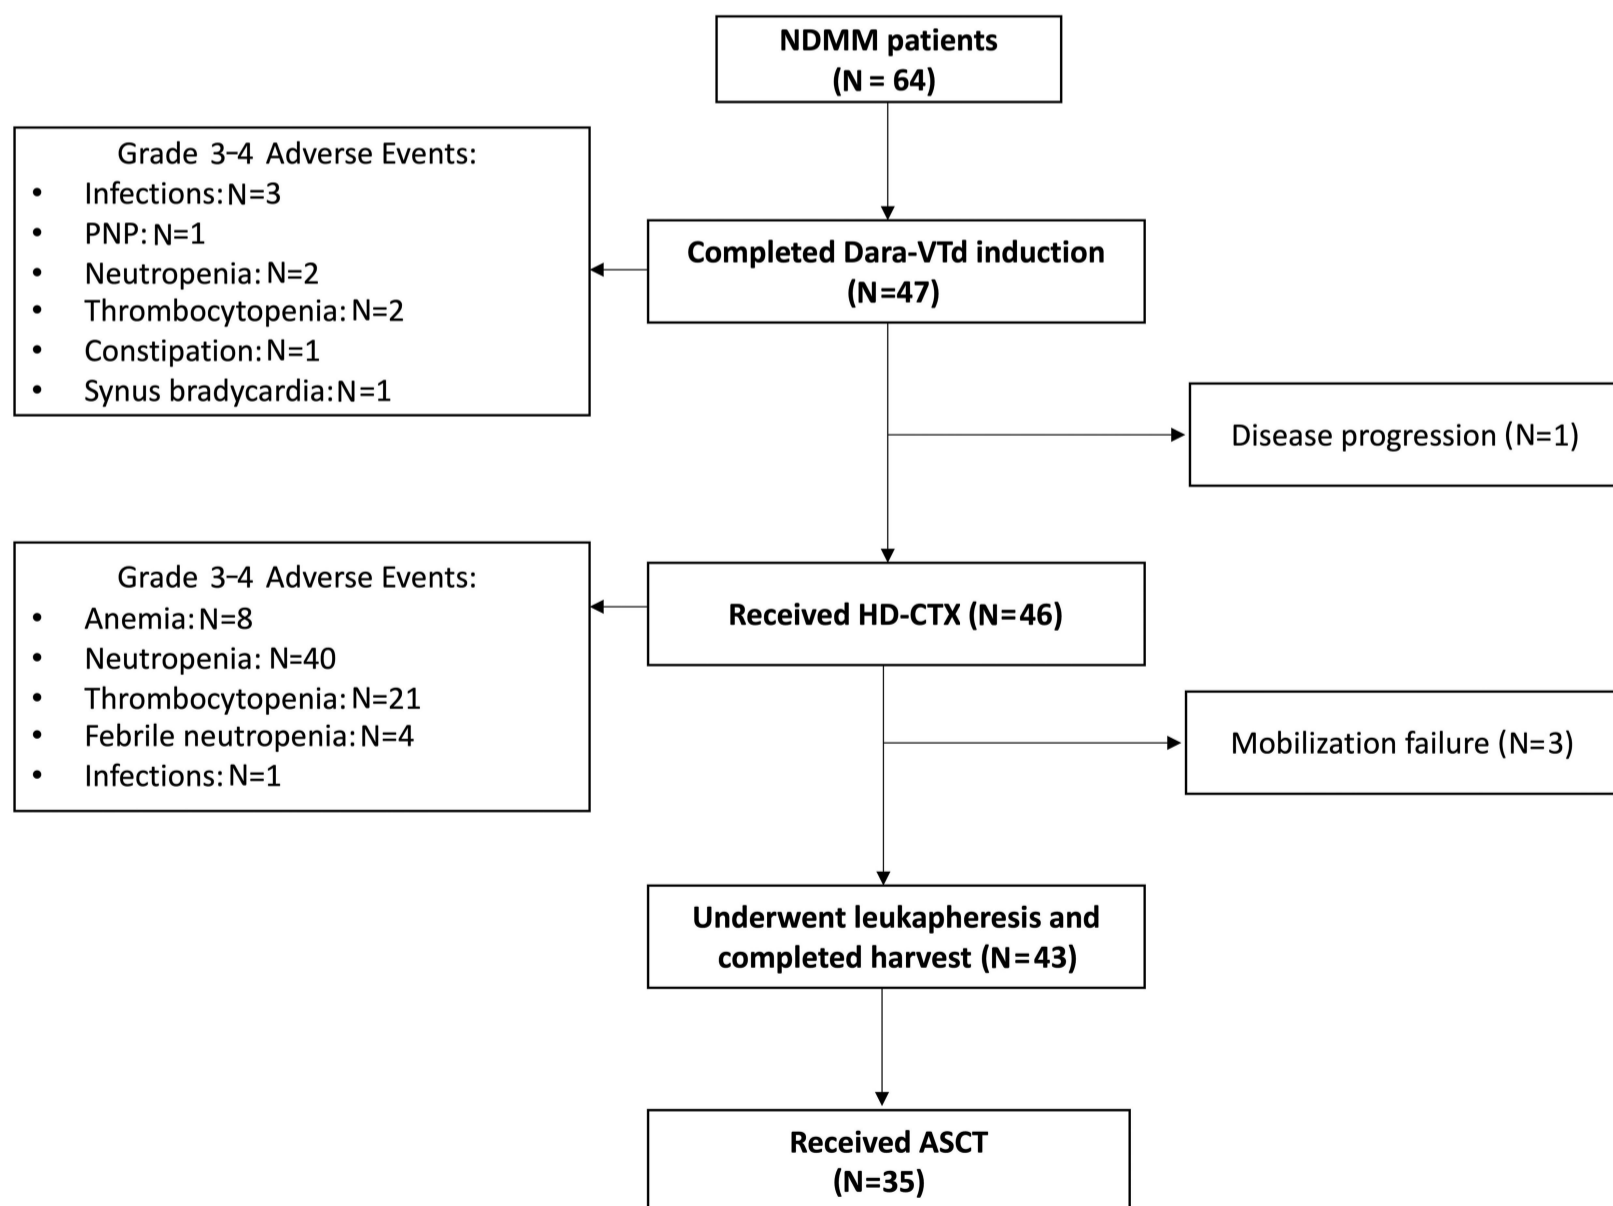 NDMM patients
(N = 64)
Grade 3-4 Adverse Events:
• Infections: N=3
• PNP: N=1
• Neutropenia: N=2
• Thrombocytopenia: N=2
• Constipation: N=1
• Synus bradycardia: N=1
Completed Dara-VTd induction
(N=47)
Disease progression (N=1)
Grade 3-4 Adverse Events:
• Anemia: N=8
• Neutropenia: N=40
• Thrombocytopenia: N=21
• Febrile neutropenia: N=4
• Infections: N=1
Received HD-CTX (N=46)
Mobilization failure (N=3)
Underwent leukapheresis and
completed harvest (N=43)
Received ASCT
(N=35)